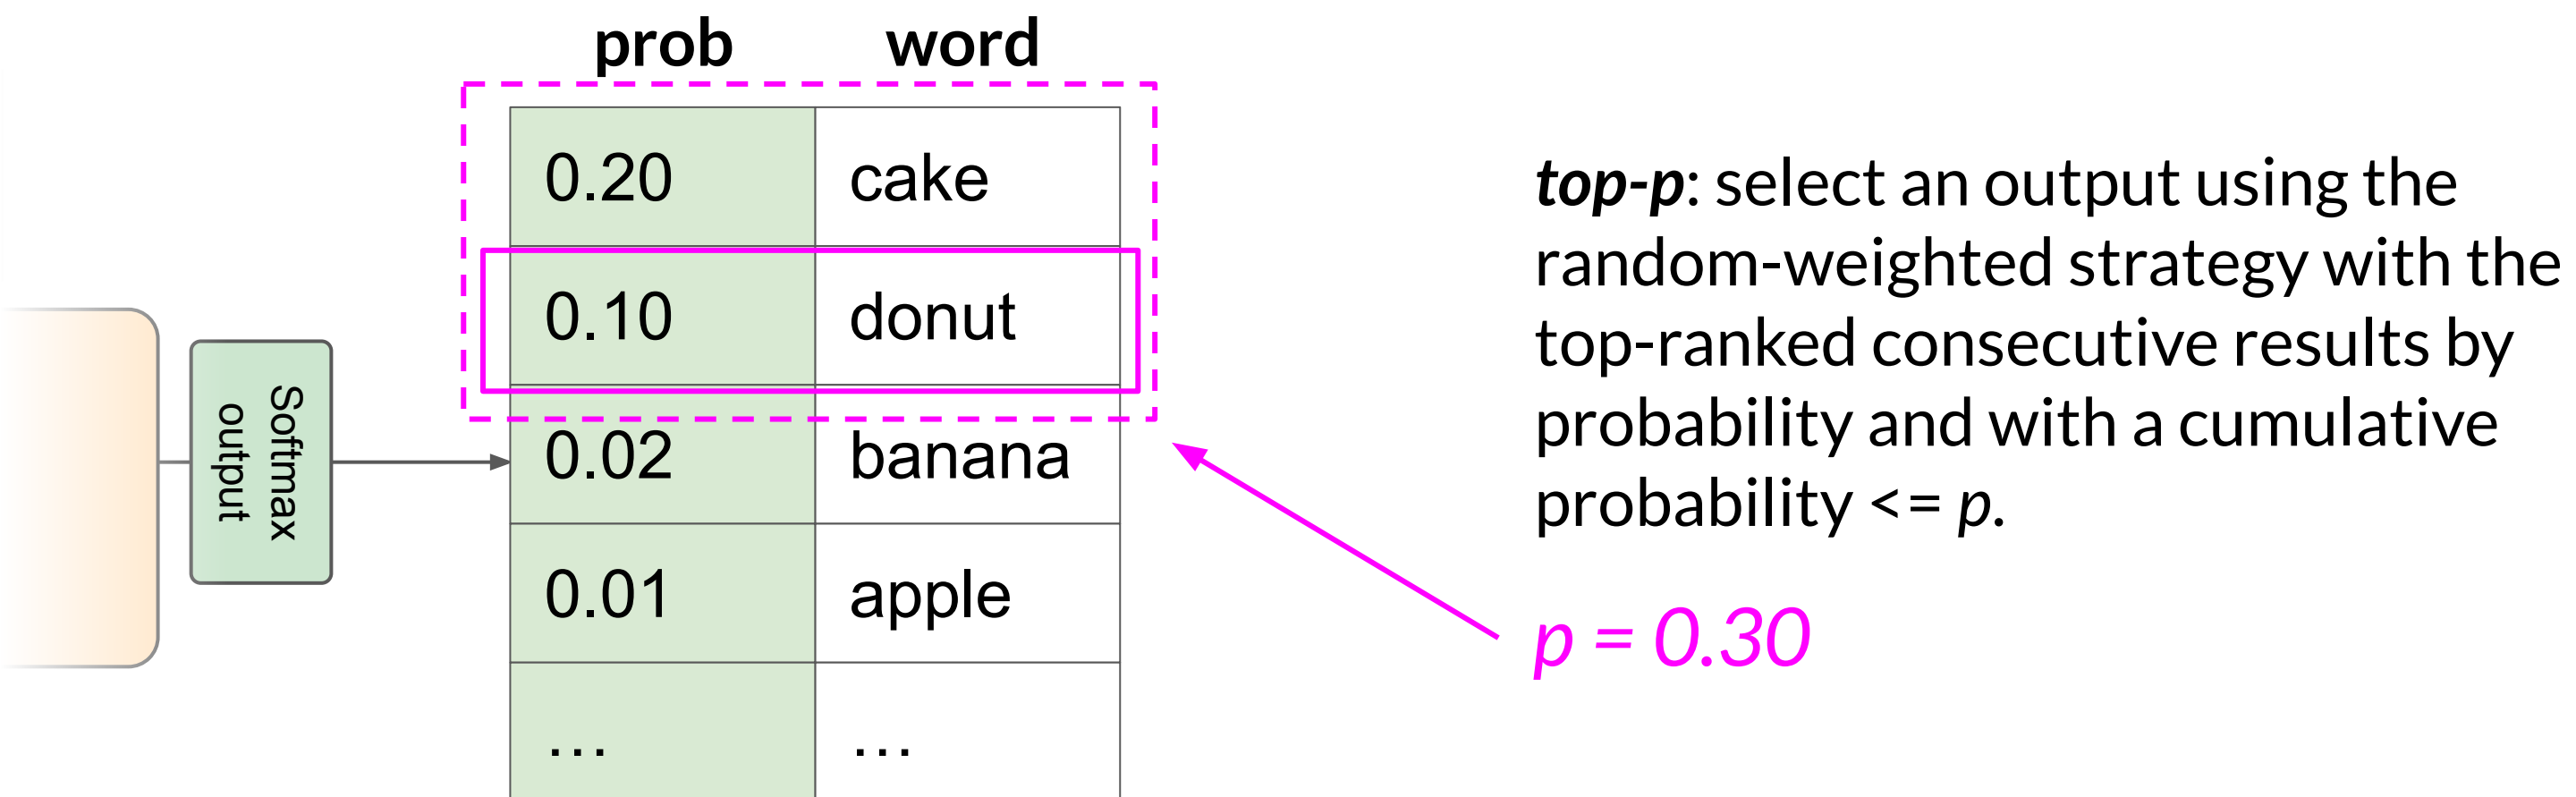 prob word
0.20 cake
0.10 donut
0.02 banana
0.01 apple
… …
Softmax
output
top-p: select an output using the
random-weighted strategy with the
top-ranked consecutive results by
probability and with a cumulative
probability <= p.
p = 0.30